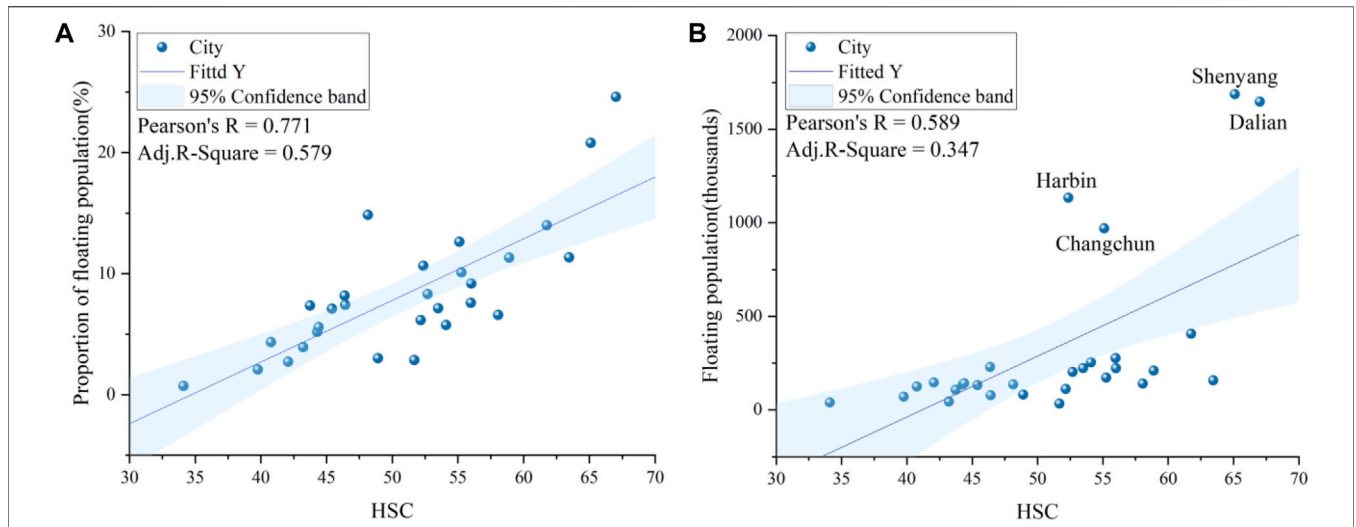 A
City
Fittd Y
95% Confidence band
Pearson's R = 0.771
Adj.R-Square = 0.579
Proportion of floating population(%)
30
20
10
0
30 35 40 45 50 55 60 65 70
HSC
B
City
Fitted Y
95% Confidence band
Pearson's R = 0.589
Adj.R-Square = 0.347
Shenyang
Dalian
Harbin
Changchun
Floating population(thousands)
2000
1500
1000
500
0
30 35 40 45 50 55 60 65 70
HSC